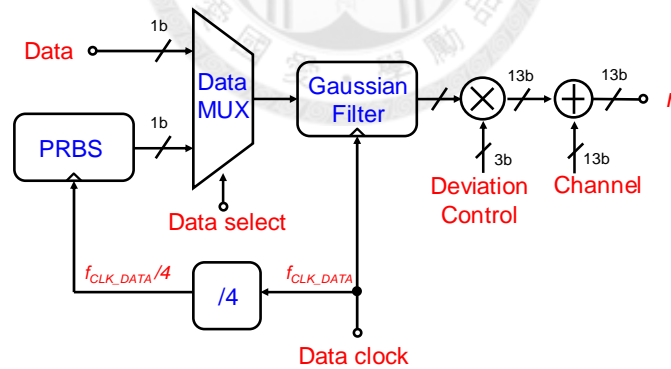 1b
Data
Data
MUX
Gaussian
Filter
13b
13b
PRBS
1b
3b
13b
Deviation
Control
Channel
Data select
f_CLK_DATA/4
/4
f_CLK_DATA
Data clock